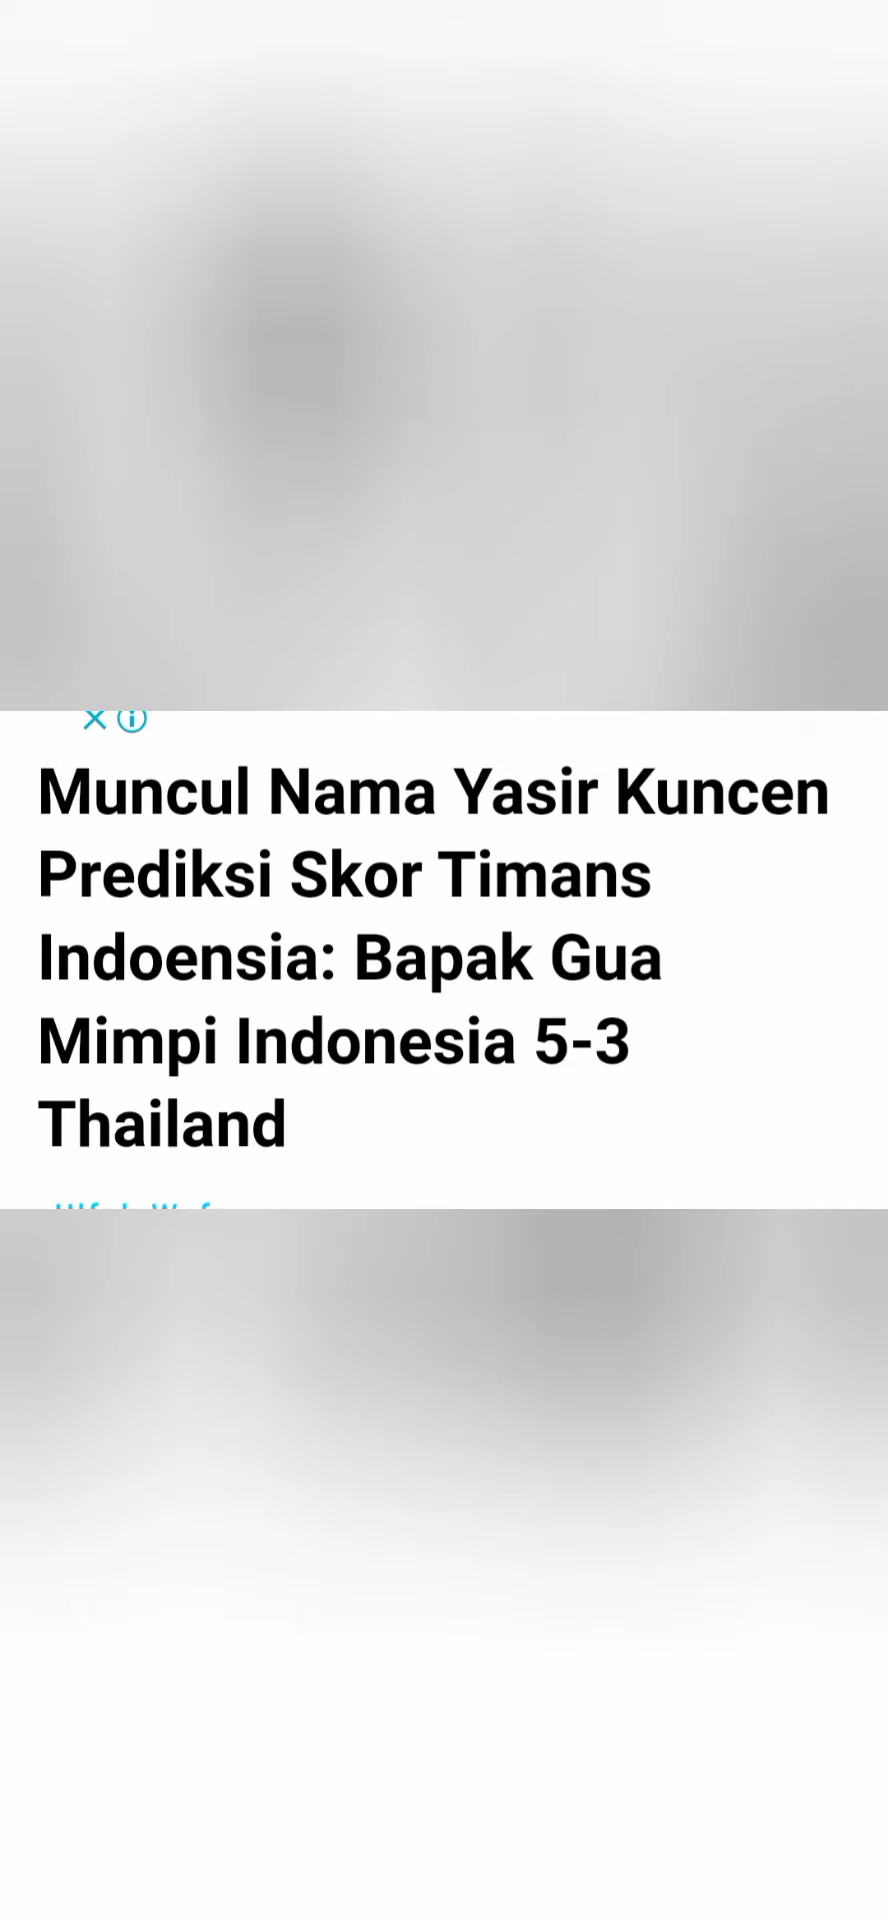 Muncul Nama Yasir Kuncen
Prediksi Skor Timans
Indoensia: Bapak Gua
Mimpi Indonesia 5-3
Thailand